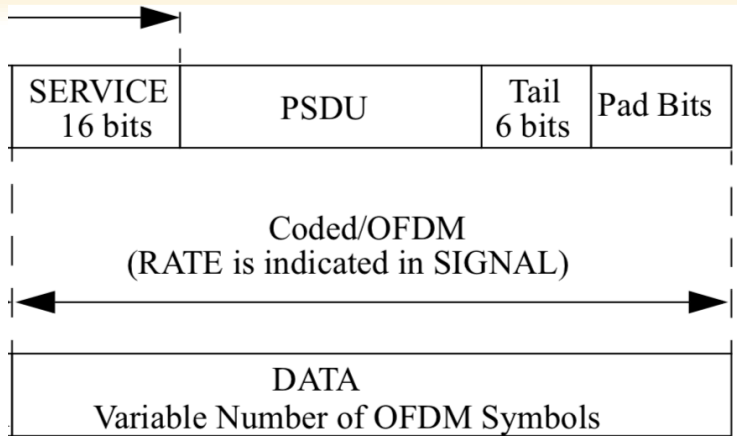 SERVICE
16 bits
PSDU
Tail
6 bits
Pad Bits
Coded/OFDM
(RATE is indicated in SIGNAL)
DATA
Variable Number of OFDM Symbols